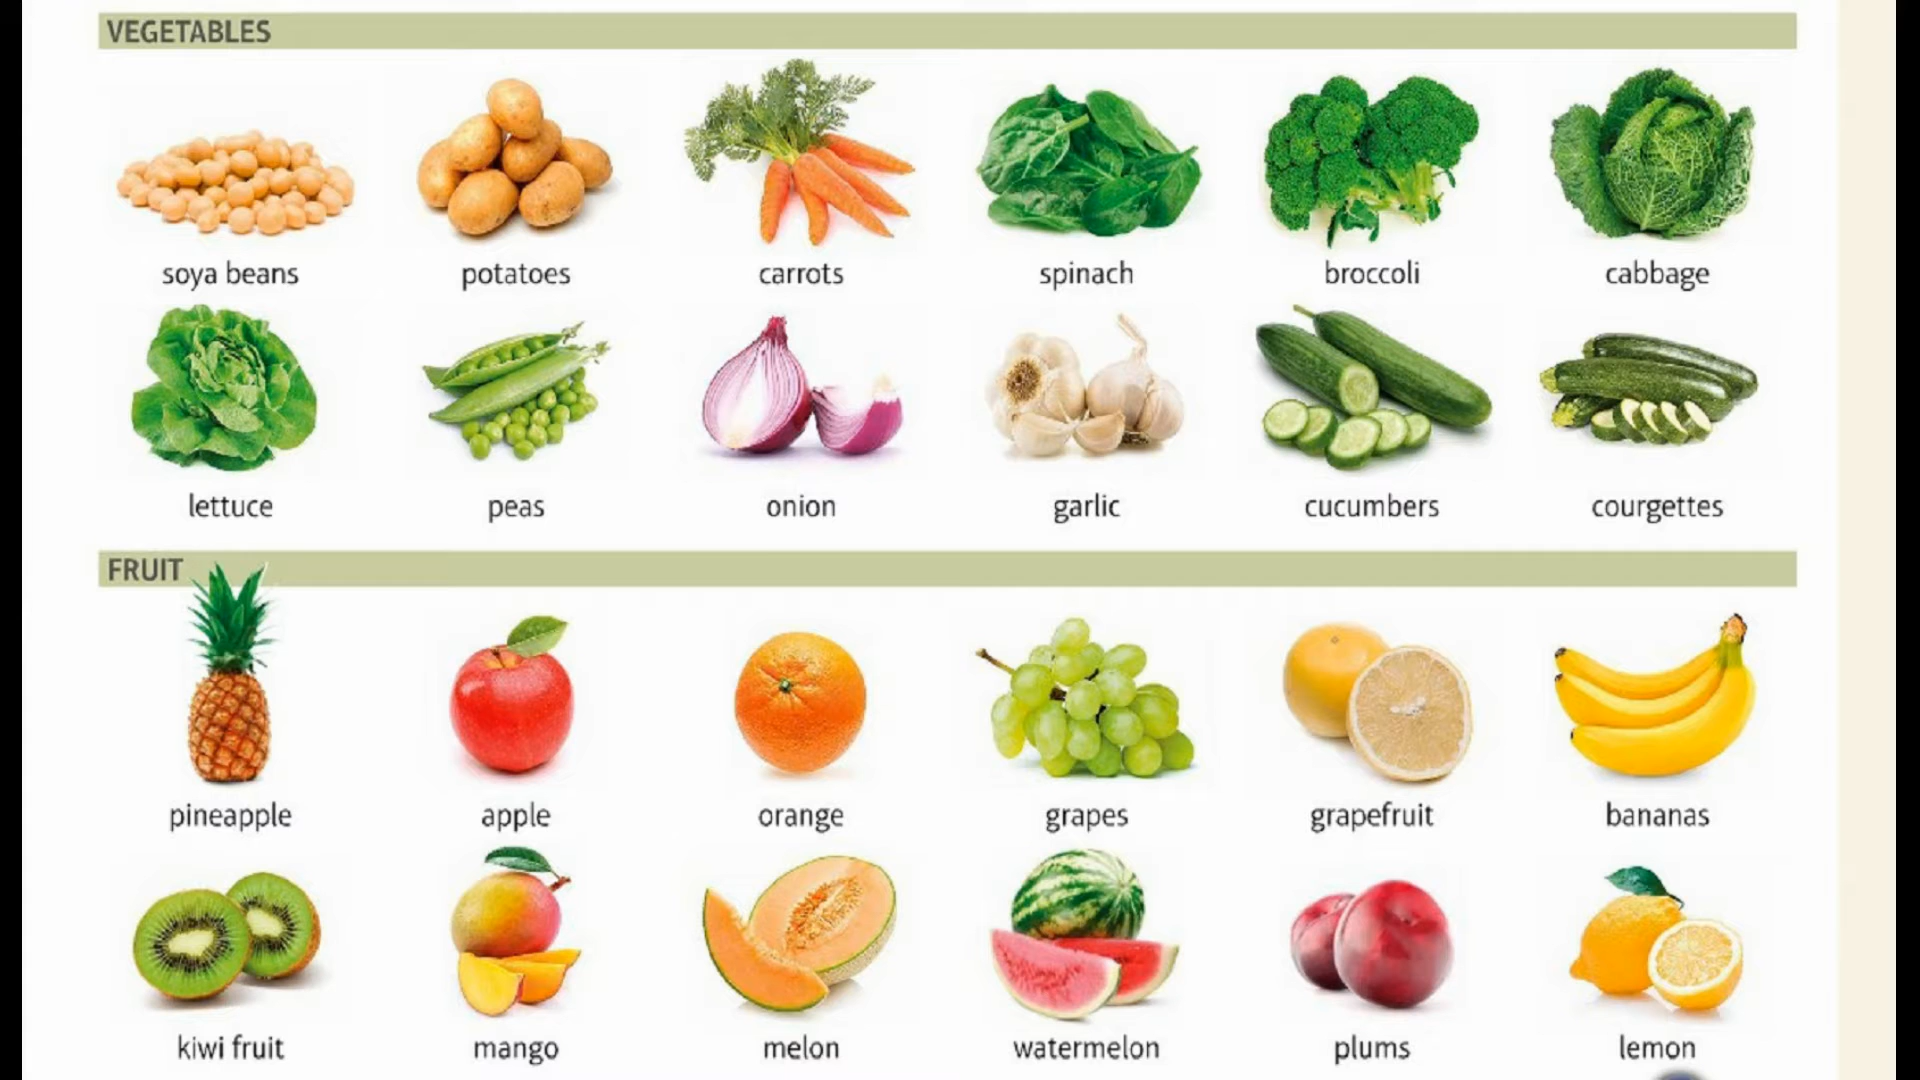 VEGETABLES
soya beans potatoes carrots spinach broccoli cabbage
lettuce peas onion garlic cucumbers courgettes
FRUIT
pineapple apple orange grapes grapefruit bananas
kiwi fruit mango melon watermelon plums lemon